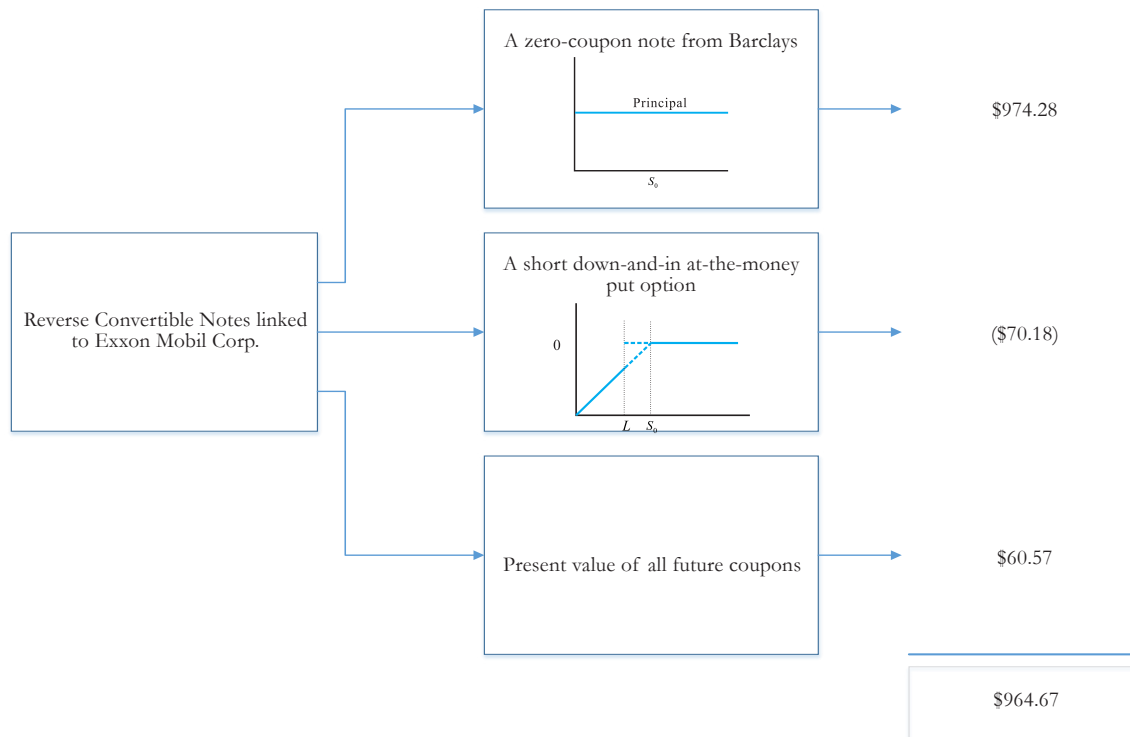 A zero-coupon note from Barclays
Principal
S₀
$974.28
Reverse Convertible Notes linked
to Exxon Mobil Corp.
A short down-and-in at-the-money
put option
0
L S₀
($70.18)
Present value of all future coupons
$60.57
$964.67